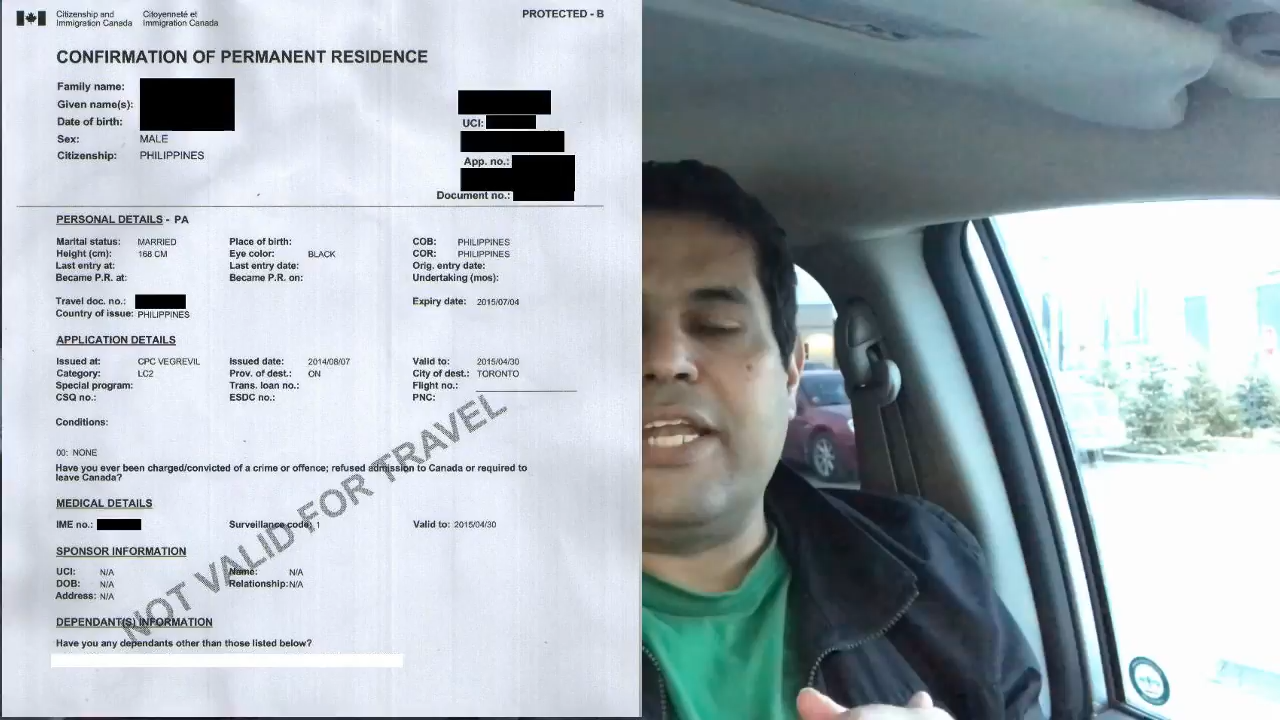 Citizenship and Citoyenneté et
Immigration Canada Immigration Canada
PROTECTED - B
CONFIRMATION OF PERMANENT RESIDENCE
Family name:
Given name(s):
Date of birth:
UCI:
Sex: MALE
Citizenship: PHILIPPINES
App. no.:
Document no.:
PERSONAL DETAILS - PA
Marital status: MARRIED Place of birth: COB: PHILIPPINES
Height (cm): 168 CM Eye color: BLACK COR: PHILIPPINES
Last entry at: Last entry date: Orig. entry date:
Became P.R. at: Became P.R. on: Undertaking (mos):
Travel doc. no.: Expiry date: 2015/07/04
Country of issue: PHILIPPINES
APPLICATION DETAILS
Issued at: CPC VEGREVIL Issued date: 2014/08/07 Valid to: 2015/04/30
Category: LC2 Prov. of dest.: ON City of dest.: TORONTO
Special program: Trans. loan no.: Flight no.:
CSQ no.: ESDC no.: PNC:
Conditions:
00: NONE
Have you ever been charged/convicted of a crime or offence; refused admission to Canada or required to
leave Canada?
MEDICAL DETAILS
IME no.: Surveillance code: 1 Valid to: 2015/04/30
SPONSOR INFORMATION
UCI: N/A Name: N/A
DOB: N/A Relationship: N/A
Address: N/A
DEPENDANT(S) INFORMATION
Have you any dependants other than those listed below?
NOT VALID FOR TRAVEL